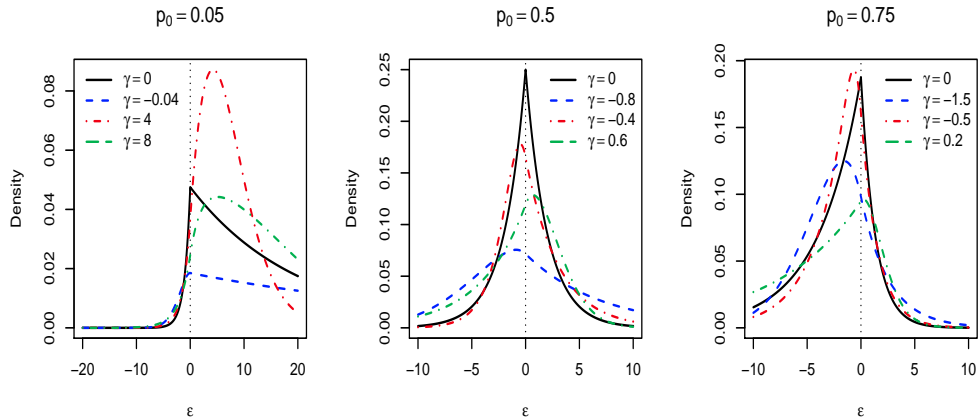 p₀ = 0.05
Density
0.00
0.02
0.04
0.06
0.08
γ = 0
γ = −0.04
γ = 4
γ = 8
−20
−10
0
10
20
ε
p₀ = 0.5
Density
0.00
0.05
0.10
0.15
0.20
0.25
γ = 0
γ = −0.8
γ = −0.4
γ = 0.6
−10
−5
0
5
10
ε
p₀ = 0.75
Density
0.00
0.05
0.10
0.15
0.20
γ = 0
γ = −1.5
γ = −0.5
γ = 0.2
−10
−5
0
5
10
ε